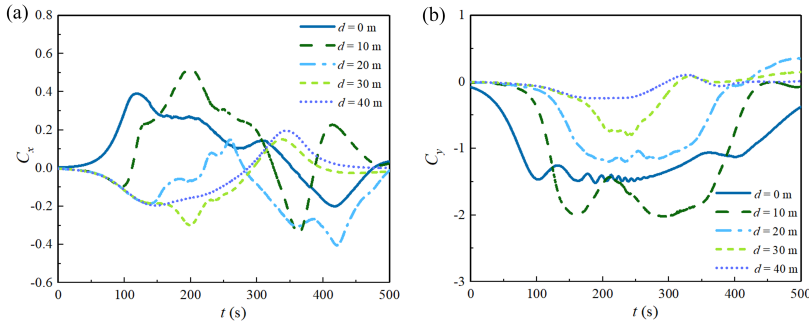 (a)
0.8
0.6
0.4
0.2
0.0
-0.2
-0.4
-0.6
0
100
200
300
400
500
Cx
t (s)
d = 0 m
d = 10 m
d = 20 m
d = 30 m
d = 40 m
(b)
1
0
-1
-2
-3
0
100
200
300
400
500
Cy
t (s)
d = 0 m
d = 10 m
d = 20 m
d = 30 m
d = 40 m